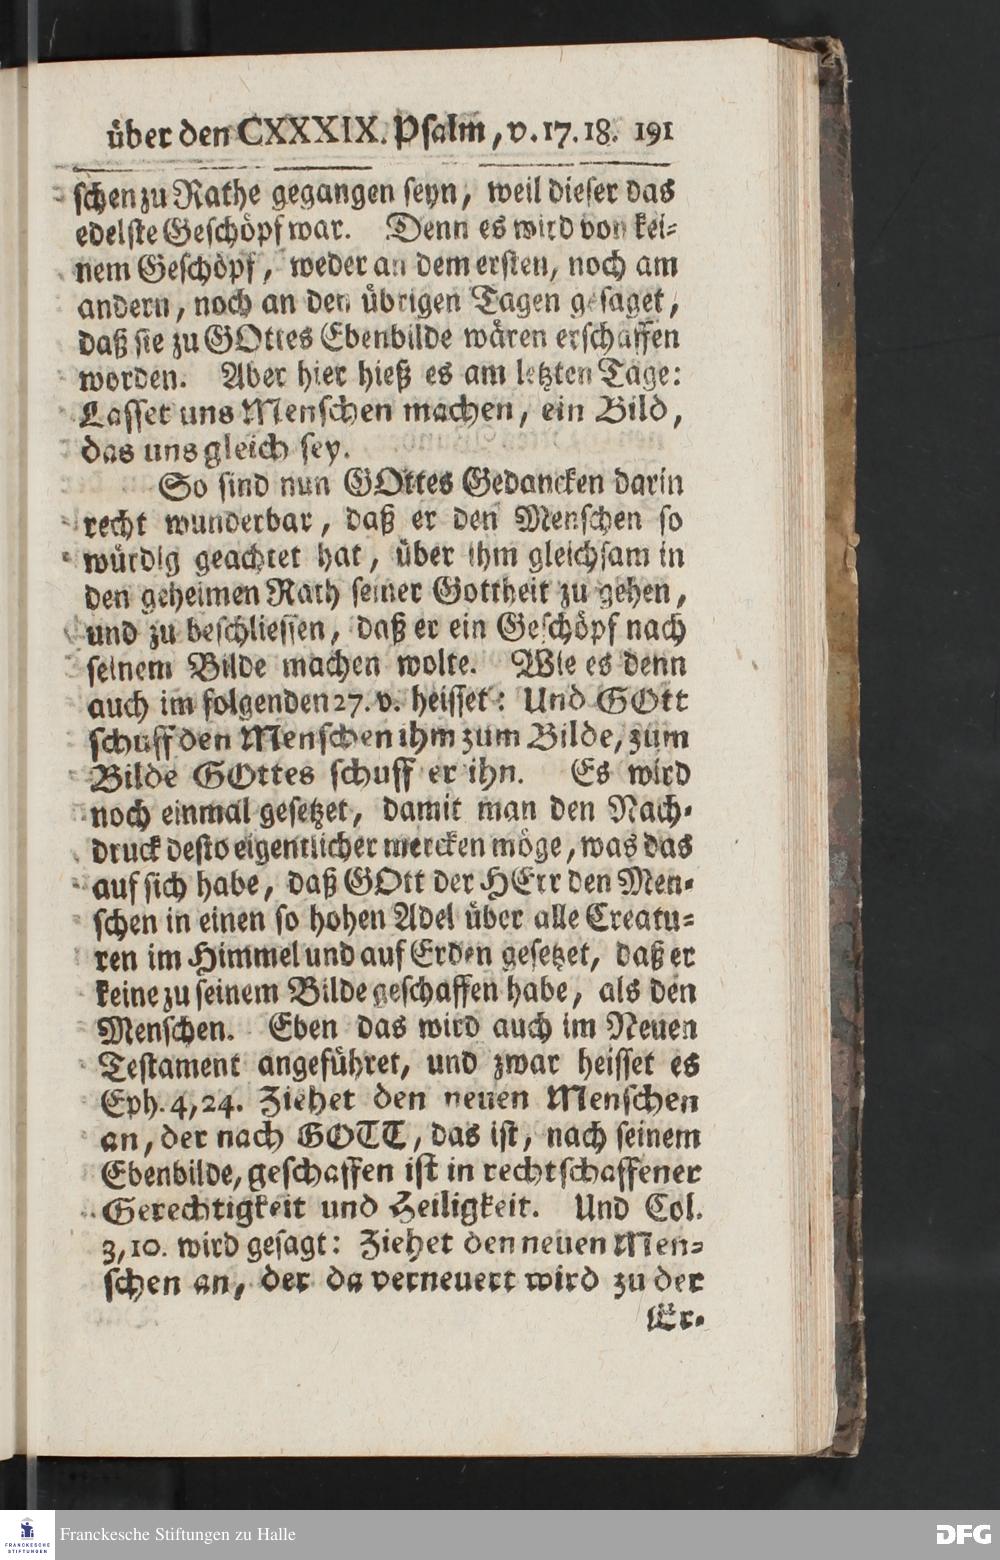 über den CXXXIX. Psalm, v. 17. 18. 191
schen zu Rathe gegangen seyn, weil dieser das
edelste Geschöpf war. Denn es wird von kei-
nem Geschöpf, weder an dem ersten, noch am
andern, noch an den übrigen Tagen gesaget,
daß sie zu GOttes Ebenbilde wären erschaffen
worden. Aber hier hieß es am letzten Tage:
Lasset uns Menschen machen, ein Bild,
das uns gleich sey.
So sind nun GOttes Gedancken darin
recht wunderbar, daß er den Menschen so
würdig geachtet hat, über ihm gleichsam in
den geheimen Rath seiner Gottheit zu gehen,
und zu beschliessen, daß er ein Geschöpf nach
seinem Bilde machen wolte. Wie es denn
auch im folgenden 27. v. heisset: Und GOtt
schuff den Menschen ihm zum Bilde, zum
Bilde GOttes schuff er ihn. Es wird
noch einmal gesetzet, damit man den Nach-
druck desto eigentlicher mercken möge, was das
auf sich habe, daß GOtt der HErr den Men-
schen in einen so hohen Adel über alle Creatu-
ren im Himmel und auf Erden gesetzet, daß er
keine zu seinem Bilde geschaffen habe, als den
Menschen. Eben das wird auch im Neuen
Testament angeführet, und zwar heisset es
Eph. 4, 24. Ziehet den neuen Menschen
an, der nach GOTT, das ist, nach seinem
Ebenbilde, geschaffen ist in rechtschaffener
Gerechtigkeit und Heiligkeit. Und Col.
3, 10. wird gesagt: Ziehet den neuen Men-
schen an, der da verneuert wird zu der
Er-
FRANCKESCHE
STIFTUNGEN
Franckesche Stiftungen zu Halle
DFG